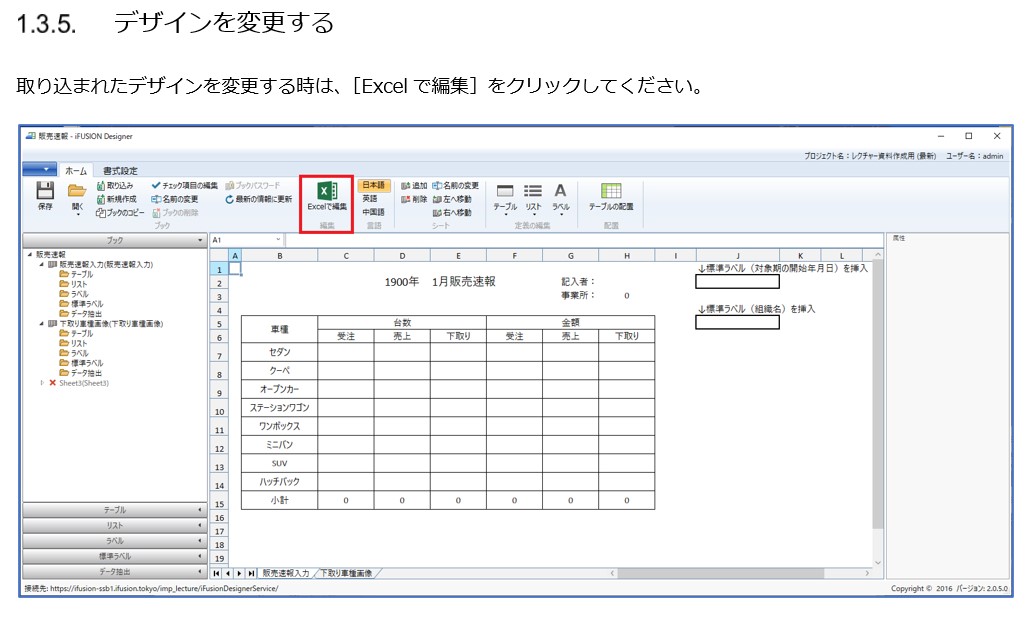 1.3.5. デザインを変更する
取り込まれたデザインを変更する時は、［Excel で編集］をクリックしてください。
販売速報 - iFUSION Designer
プロジェクト名：レクチャー資料作成用 (最新) ユーザー名：admin
ホーム 書式設定
保存 開く 取り込み 新規作成 ブックのコピー チェック項目の編集 名前の変更 ブックの削除 ブックパスワード 最新の情報に更新 ブック
Excelで編集 編集
日本語 英語 中国語 言語
追加 削除 名前の変更 左へ移動 右へ移動 シート
テーブル リスト ラベル 定義の編集
テーブルの配置 配置
ブック
販売速報
販売速報入力(販売速報入力)
テーブル
リスト
ラベル
標準ラベル
データ抽出
下取り車種画像(下取り車種画像)
テーブル
リスト
ラベル
標準ラベル
データ抽出
Sheet3(Sheet3)
テーブル
リスト
ラベル
標準ラベル
データ抽出
A1
属性
A B C D E F G H I J K L
1 ↓標準ラベル（対象期の開始年月日）を挿入
2 1900年 1月販売速報 記入者：
3 事業所： 0
4 ↓標準ラベル（組織名）を挿入
5 車種 台数 金額
6 受注 売上 下取り 受注 売上 下取り
7 セダン
8 クーペ
9 オープンカー
10 ステーションワゴン
11 ワンボックス
12 ミニバン
13 SUV
14 ハッチバック
15 小計 0 0 0 0 0 0
16
17
18
19
販売速報入力 下取り車種画像
接続先: https://ifusion-ssb1.ifusion.tokyo/imp_lecture/iFusionDesignerService/
Copyright © 2016 バージョン: 2.0.5.0